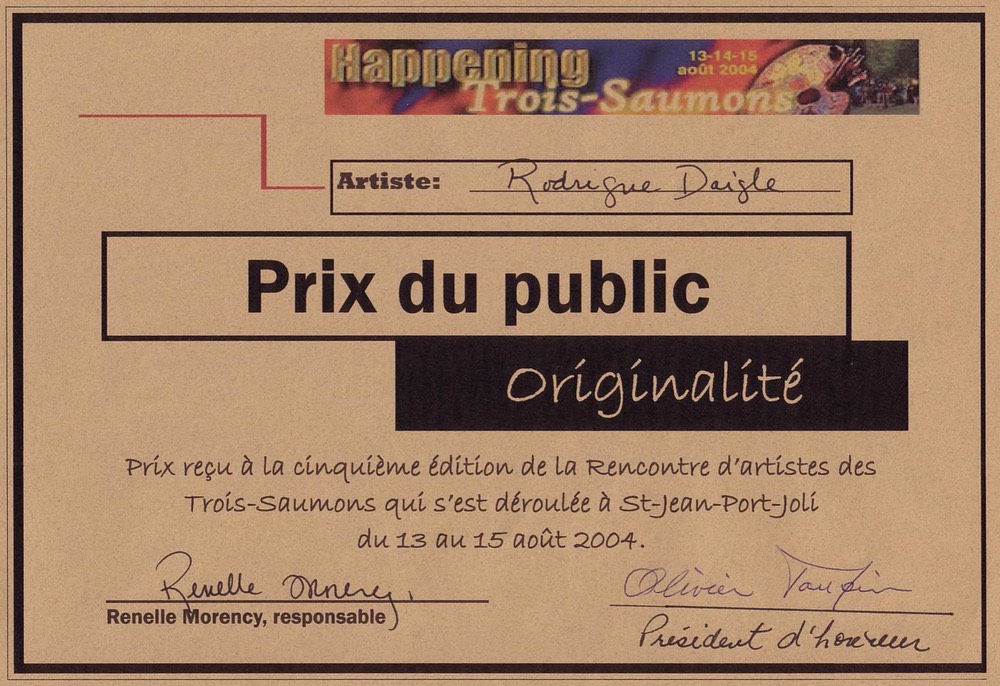 Happening
13-14-15
août 2004
Trois-Saumons
Artiste: Rodrigue Daigle
Prix du public
Originalité
Prix reçu à la cinquième édition de la Rencontre d'artistes des
Trois-Saumons qui s'est déroulée à St-Jean-Port-Joli
du 13 au 15 août 2004.
Renelle Morency
Renelle Morency, responsable
Olivier
Président d'honneur